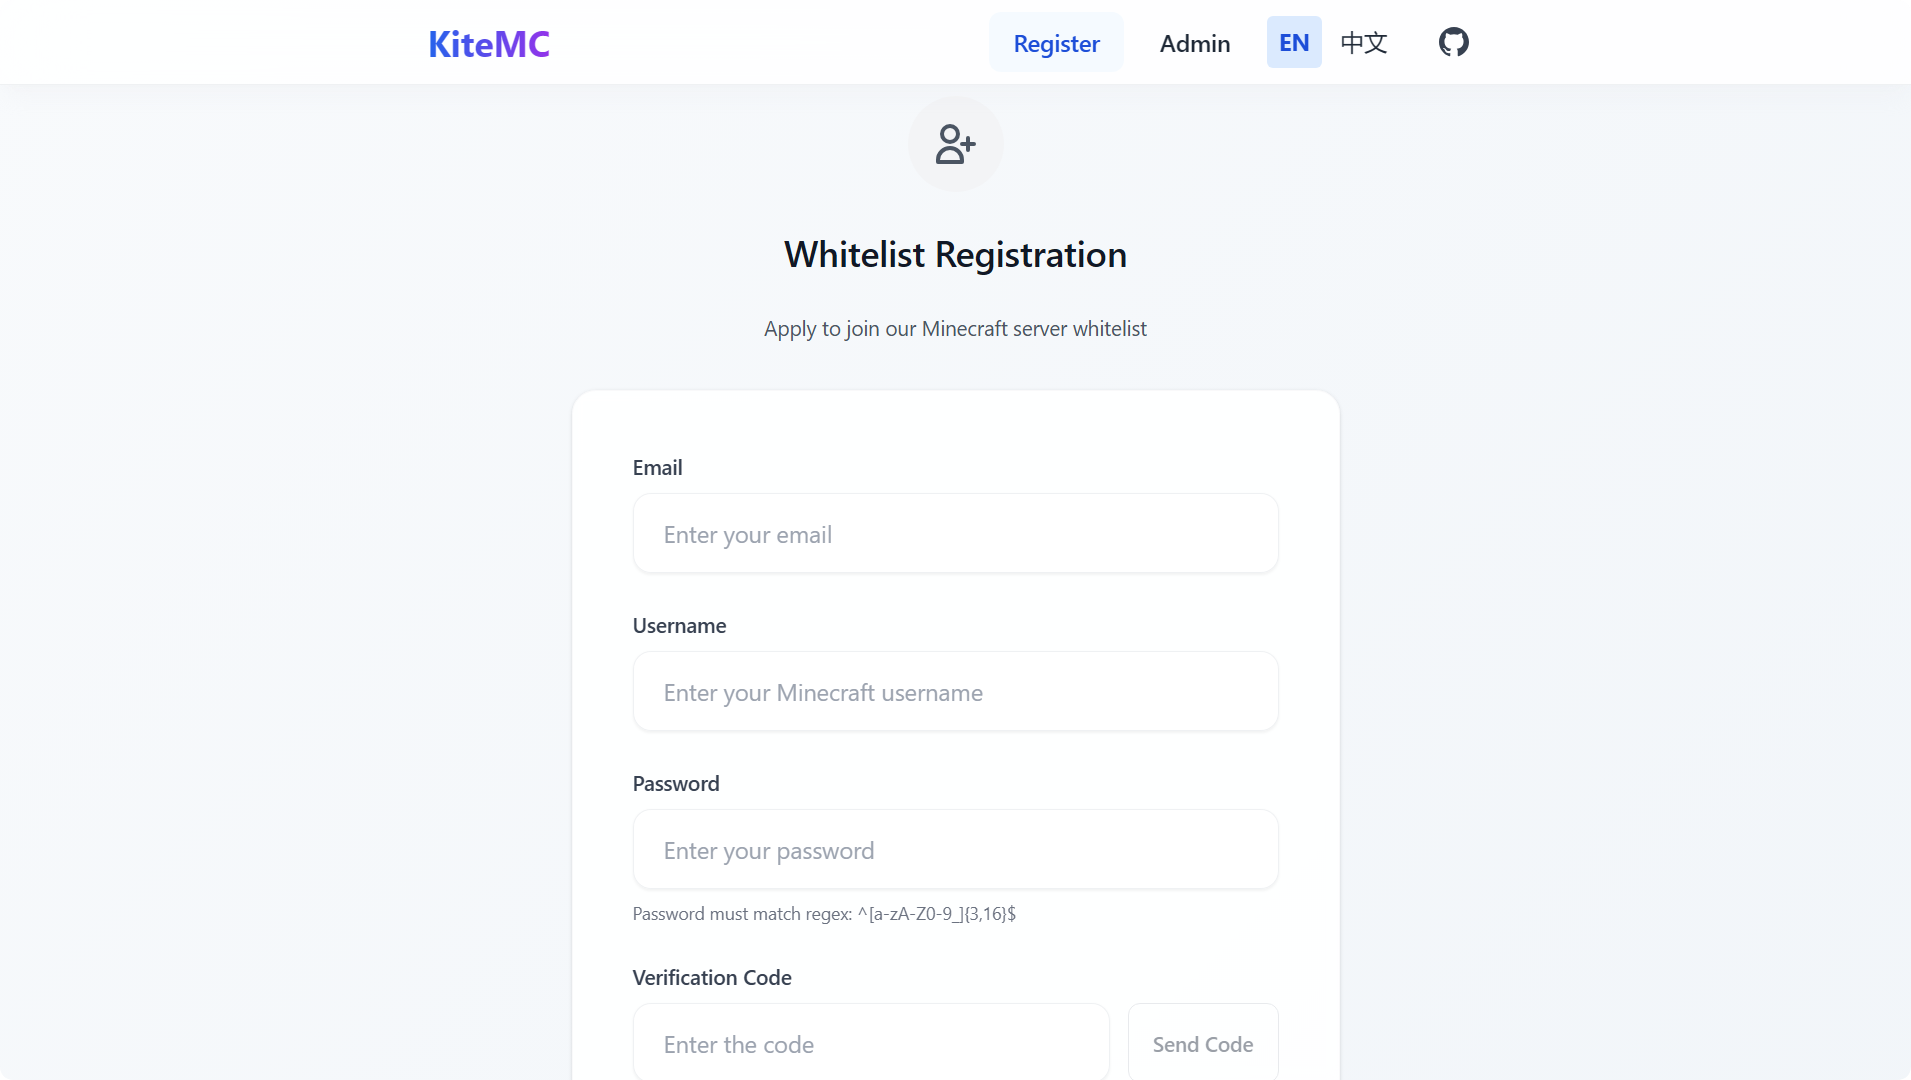 KiteMC
Register
Admin
EN
中文
Whitelist Registration
Apply to join our Minecraft server whitelist
Email
Enter your email
Username
Enter your Minecraft username
Password
Enter your password
Password must match regex: ^[a-zA-Z0-9_]{3,16}$
Verification Code
Enter the code
Send Code